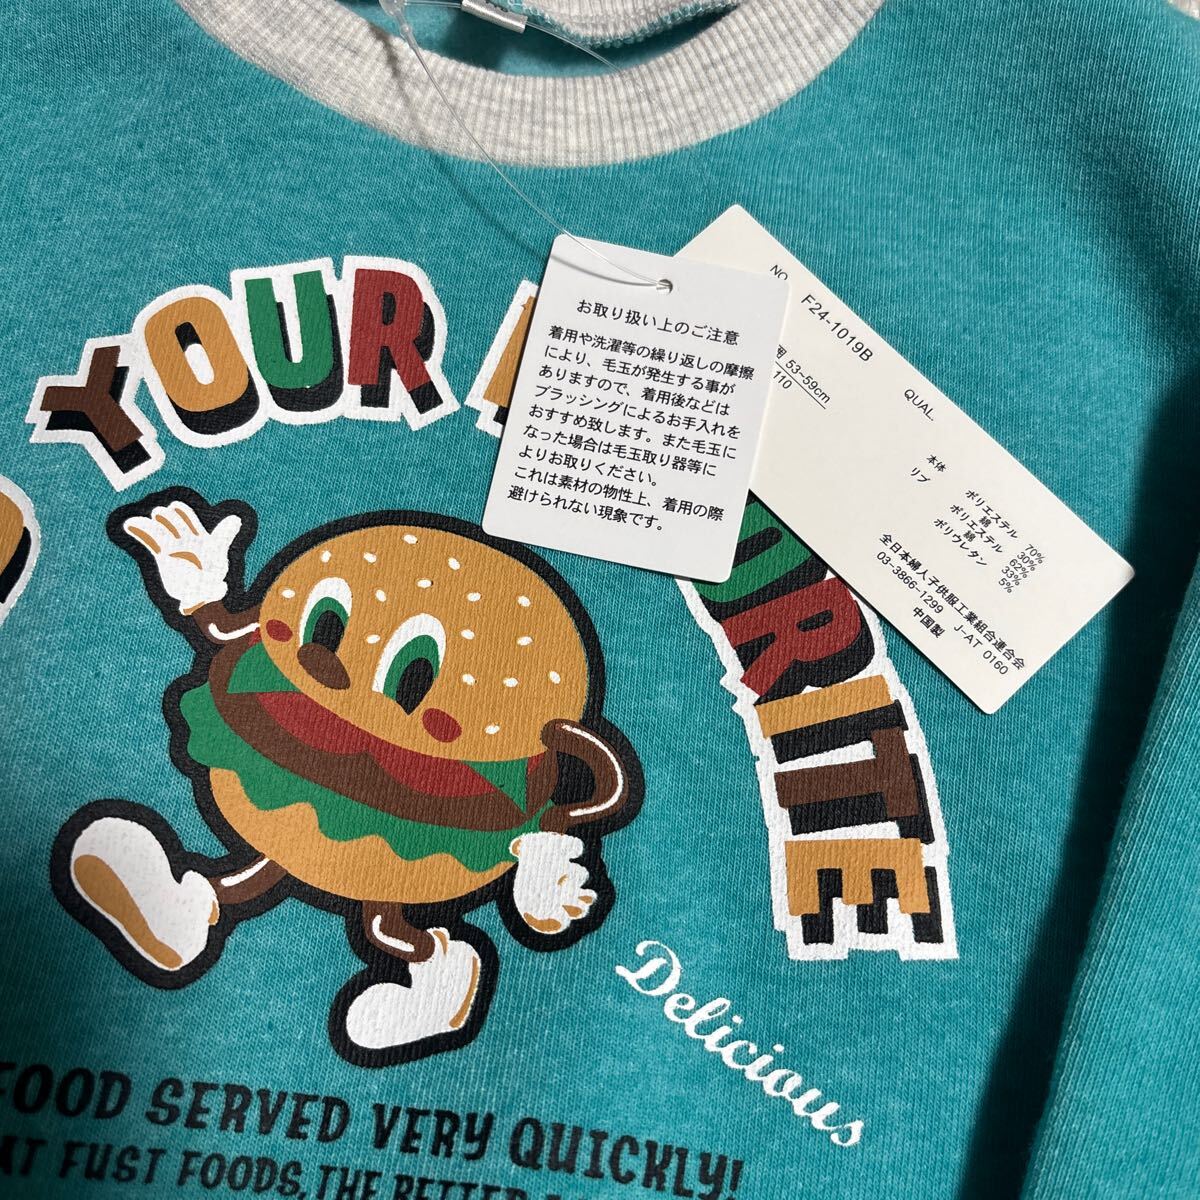 YOUR
ORITE
お取り扱い上のご注意
着用や洗濯等の繰り返しの摩擦
により、毛玉が発生する事が
ありますので、着用後などは
ブラッシングによるお手入れを
おすすめ致します。また毛玉に
なった場合は毛玉取り器等に
よりお取りください。
これは素材の物性上、着用の際
避けられない現象です。
NO. F24-1019B
囲 53~59cm
110
QUAL.
本体 ポリエステル 70%
綿 30%
リブ ポリエステル 62%
綿 33%
ポリウレタン 5%
全日本婦人子供服工業組合連合会
03-3866-1299 J-AT 0160
中国製
Delicious
FOOD SERVED VERY QUICKLY!
AT FUST FOODS, THE BETTER